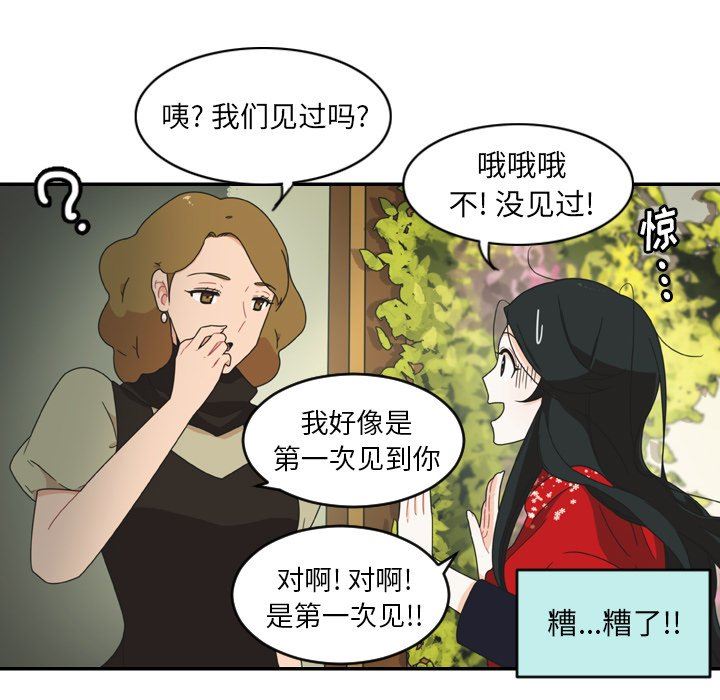 咦? 我们见过吗?
?
哦哦哦
不! 没见过!
惊...
我好像是
第一次见到你
对啊! 对啊!
是第一次见!!
糟...糟了!!